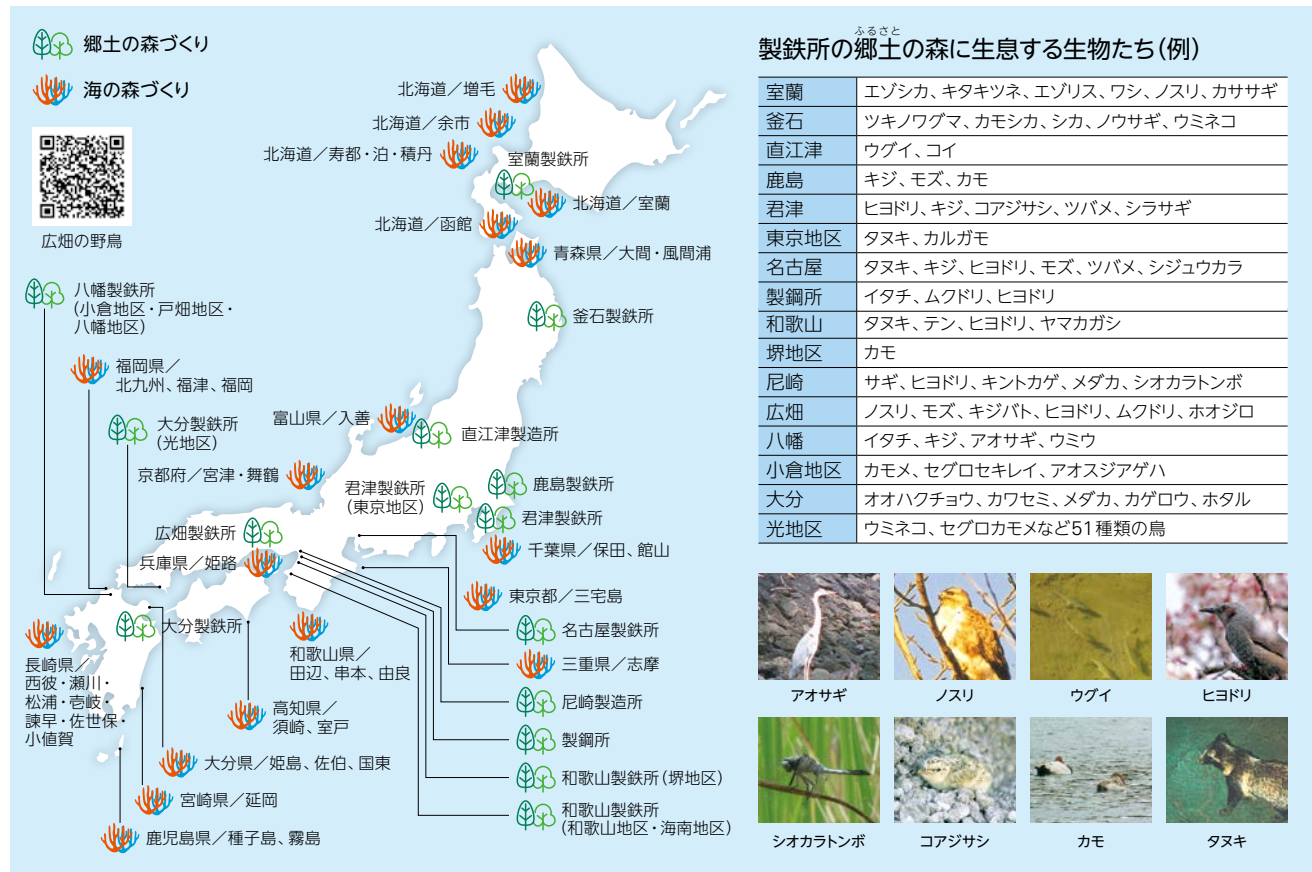 郷土の森づくり
海の森づくり
広畑の野鳥
北海道／増毛
北海道／余市
北海道／寿都・泊・積丹
室蘭製鉄所
北海道／室蘭
北海道／函館
青森県／大間・風間浦
釜石製鉄所
八幡製鉄所
(小倉地区・戸畑地区・
八幡地区)
福岡県／
北九州、福津、福岡
大分製鉄所
(光地区)
富山県／入善
直江津製造所
京都府／宮津・舞鶴
君津製鉄所
(東京地区)
鹿島製鉄所
君津製鉄所
広畑製鉄所
兵庫県／姫路
千葉県／保田、館山
東京都／三宅島
大分製鉄所
名古屋製鉄所
三重県／志摩
尼崎製造所
製鋼所
和歌山製鉄所(堺地区)
和歌山製鉄所
(和歌山地区・海南地区)
和歌山県／
田辺、串本、由良
高知県／
須崎、室戸
長崎県／
西彼・瀬川・
松浦・壱岐・
諫早・佐世保・
小値賀
大分県／姫島、佐伯、国東
宮崎県／延岡
鹿児島県／種子島、霧島
ふるさと
製鉄所の郷土の森に生息する生物たち(例)
室蘭 エゾシカ、キタキツネ、エゾリス、ワシ、ノスリ、カササギ
釜石 ツキノワグマ、カモシカ、シカ、ノウサギ、ウミネコ
直江津 ウグイ、コイ
鹿島 キジ、モズ、カモ
君津 ヒヨドリ、キジ、コアジサシ、ツバメ、シラサギ
東京地区 タヌキ、カルガモ
名古屋 タヌキ、キジ、ヒヨドリ、モズ、ツバメ、シジュウカラ
製鋼所 イタチ、ムクドリ、ヒヨドリ
和歌山 タヌキ、テン、ヒヨドリ、ヤマカガシ
堺地区 カモ
尼崎 サギ、ヒヨドリ、キントカゲ、メダカ、シオカラトンボ
広畑 ノスリ、モズ、キジバト、ヒヨドリ、ムクドリ、ホオジロ
八幡 イタチ、キジ、アオサギ、ウミウ
小倉地区 カモメ、セグロセキレイ、アオスジアゲハ
大分 オオハクチョウ、カワセミ、メダカ、カゲロウ、ホタル
光地区 ウミネコ、セグロカモメなど51種類の鳥
アオサギ
ノスリ
ウグイ
ヒヨドリ
シオカラトンボ
コアジサシ
カモ
タヌキ